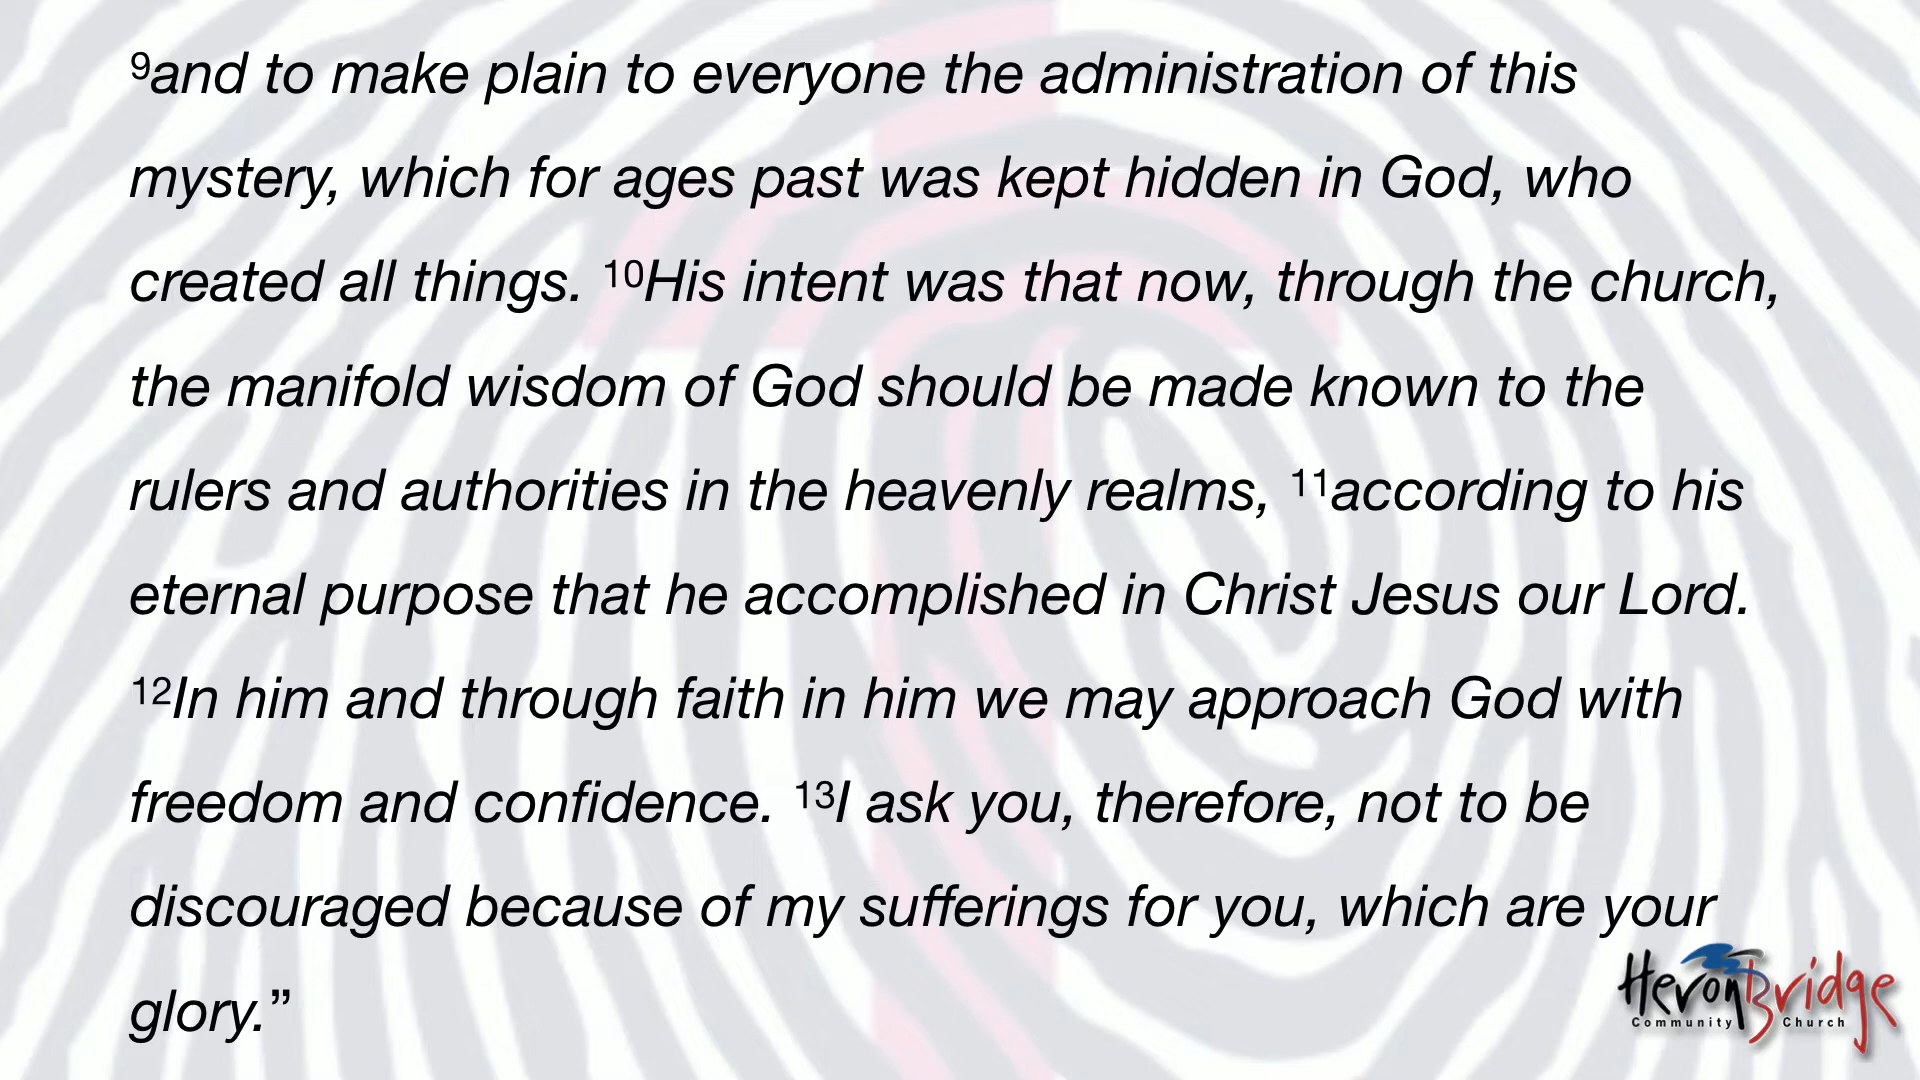 ⁹and to make plain to everyone the administration of this
mystery, which for ages past was kept hidden in God, who
created all things. ¹⁰His intent was that now, through the church,
the manifold wisdom of God should be made known to the
rulers and authorities in the heavenly realms, ¹¹according to his
eternal purpose that he accomplished in Christ Jesus our Lord.
¹²In him and through faith in him we may approach God with
freedom and confidence. ¹³I ask you, therefore, not to be
discouraged because of my sufferings for you, which are your
glory.”
HeronBridge
Community Church